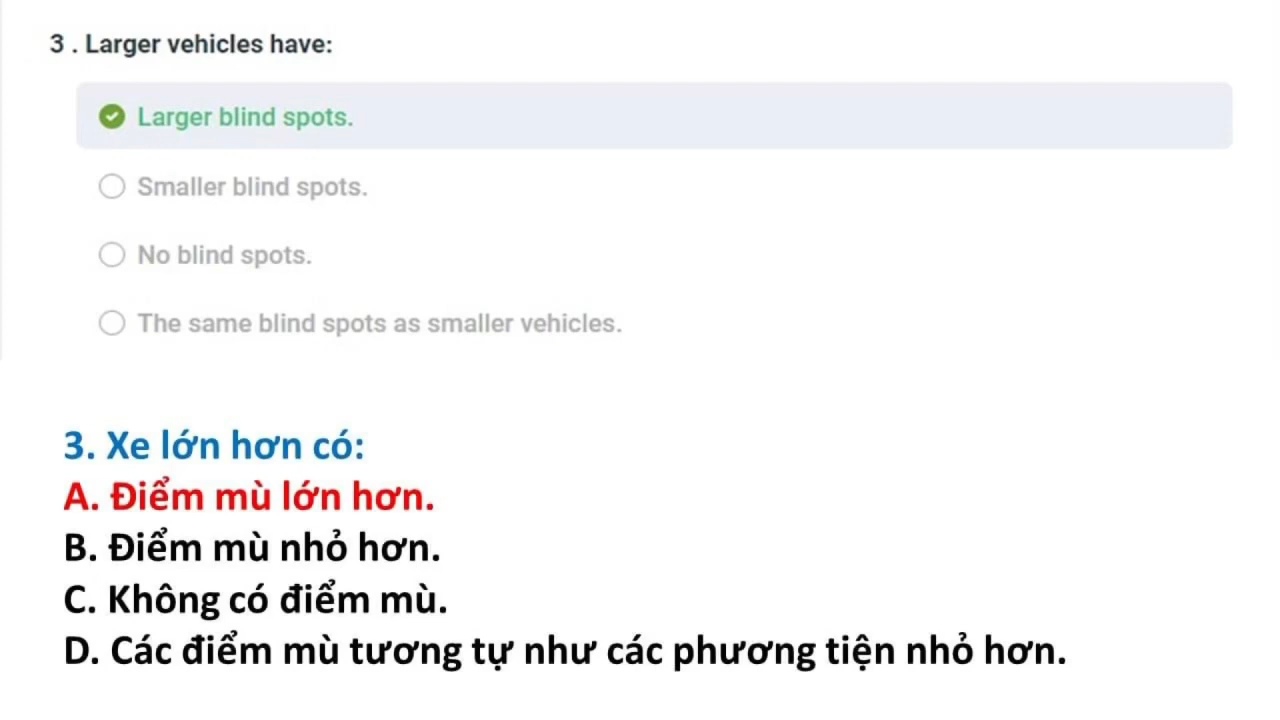 3 . Larger vehicles have:
Larger blind spots.
Smaller blind spots.
No blind spots.
The same blind spots as smaller vehicles.
3. Xe lớn hơn có:
A. Điểm mù lớn hơn.
B. Điểm mù nhỏ hơn.
C. Không có điểm mù.
D. Các điểm mù tương tự như các phương tiện nhỏ hơn.